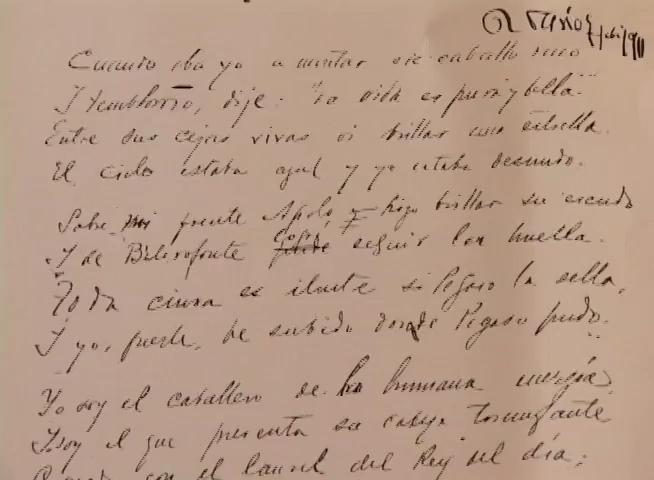 Cuando iba yo a montar ese caballo rudo
Y tembloroso, dije: "la vida es pura y bella"
Entre sus cejas vivas vi brillar una estrella.
El cielo estaba azul y yo estaba desnudo.
Sobre mi frente Apolo hizo brillar su escudo
Y de Belerofonte logré seguir la huella.
Toda cima es ilustre si Pegaso la sella,
Y yo, fuerte, he subido donde Pegaso pudo.
Yo soy el caballero de la humana energía
Yo soy el que presenta su cabeza triunfante
con el laurel del Rey del día;